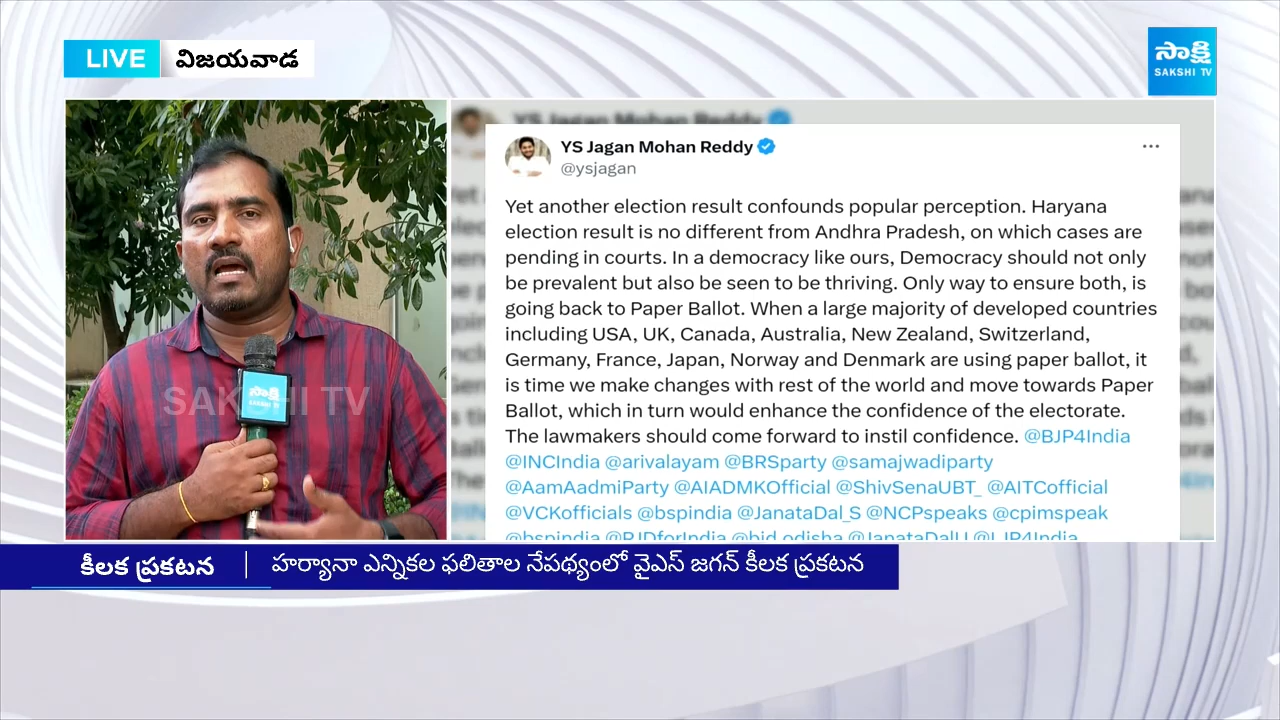 LIVE
విజయవాడ
సాక్షి
SAKSHI TV
YS Jagan Mohan Reddy
@ysjagan
Yet another election result confounds popular perception. Haryana
election result is no different from Andhra Pradesh, on which cases are
pending in courts. In a democracy like ours, Democracy should not only
be prevalent but also be seen to be thriving. Only way to ensure both, is
going back to Paper Ballot. When a large majority of developed countries
including USA, UK, Canada, Australia, New Zealand, Switzerland,
Germany, France, Japan, Norway and Denmark are using paper ballot, it
is time we make changes with rest of the world and move towards Paper
Ballot, which in turn would enhance the confidence of the electorate.
The lawmakers should come forward to instil confidence. @BJP4India
@INCIndia @arivalayam @BRSparty @samajwadiparty
@AamAadmiParty @AIADMKOfficial @ShivSenaUBT_ @AITCofficial
@VCKofficials @bspindia @JanataDal_S @NCPspeaks @cpimspeak
@bspindia @RJDforIndia @bjd_odisha @JanataDalU @LJP4India
SAKSHI TV
సాక్షి
కీలక ప్రకటన
హర్యానా ఎన్నికల ఫలితాల నేపథ్యంలో వైఎస్ జగన్ కీలక ప్రకటన